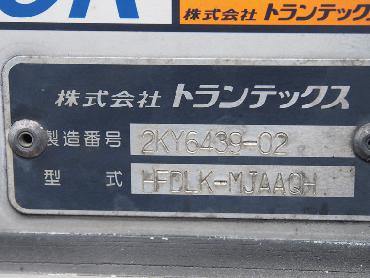 株式会社トランテックス
株式会社 トランテックス
製造番号 2KY6439-02
型式 HFDLK-MJAAQH